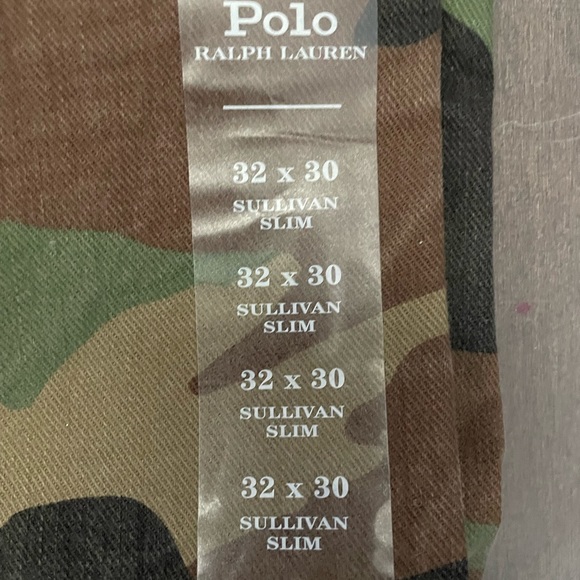 Polo
RALPH LAUREN
32 x 30
SULLIVAN
SLIM
32 x 30
SULLIVAN
SLIM
32 x 30
SULLIVAN
SLIM
32 x 30
SULLIVAN
SLIM